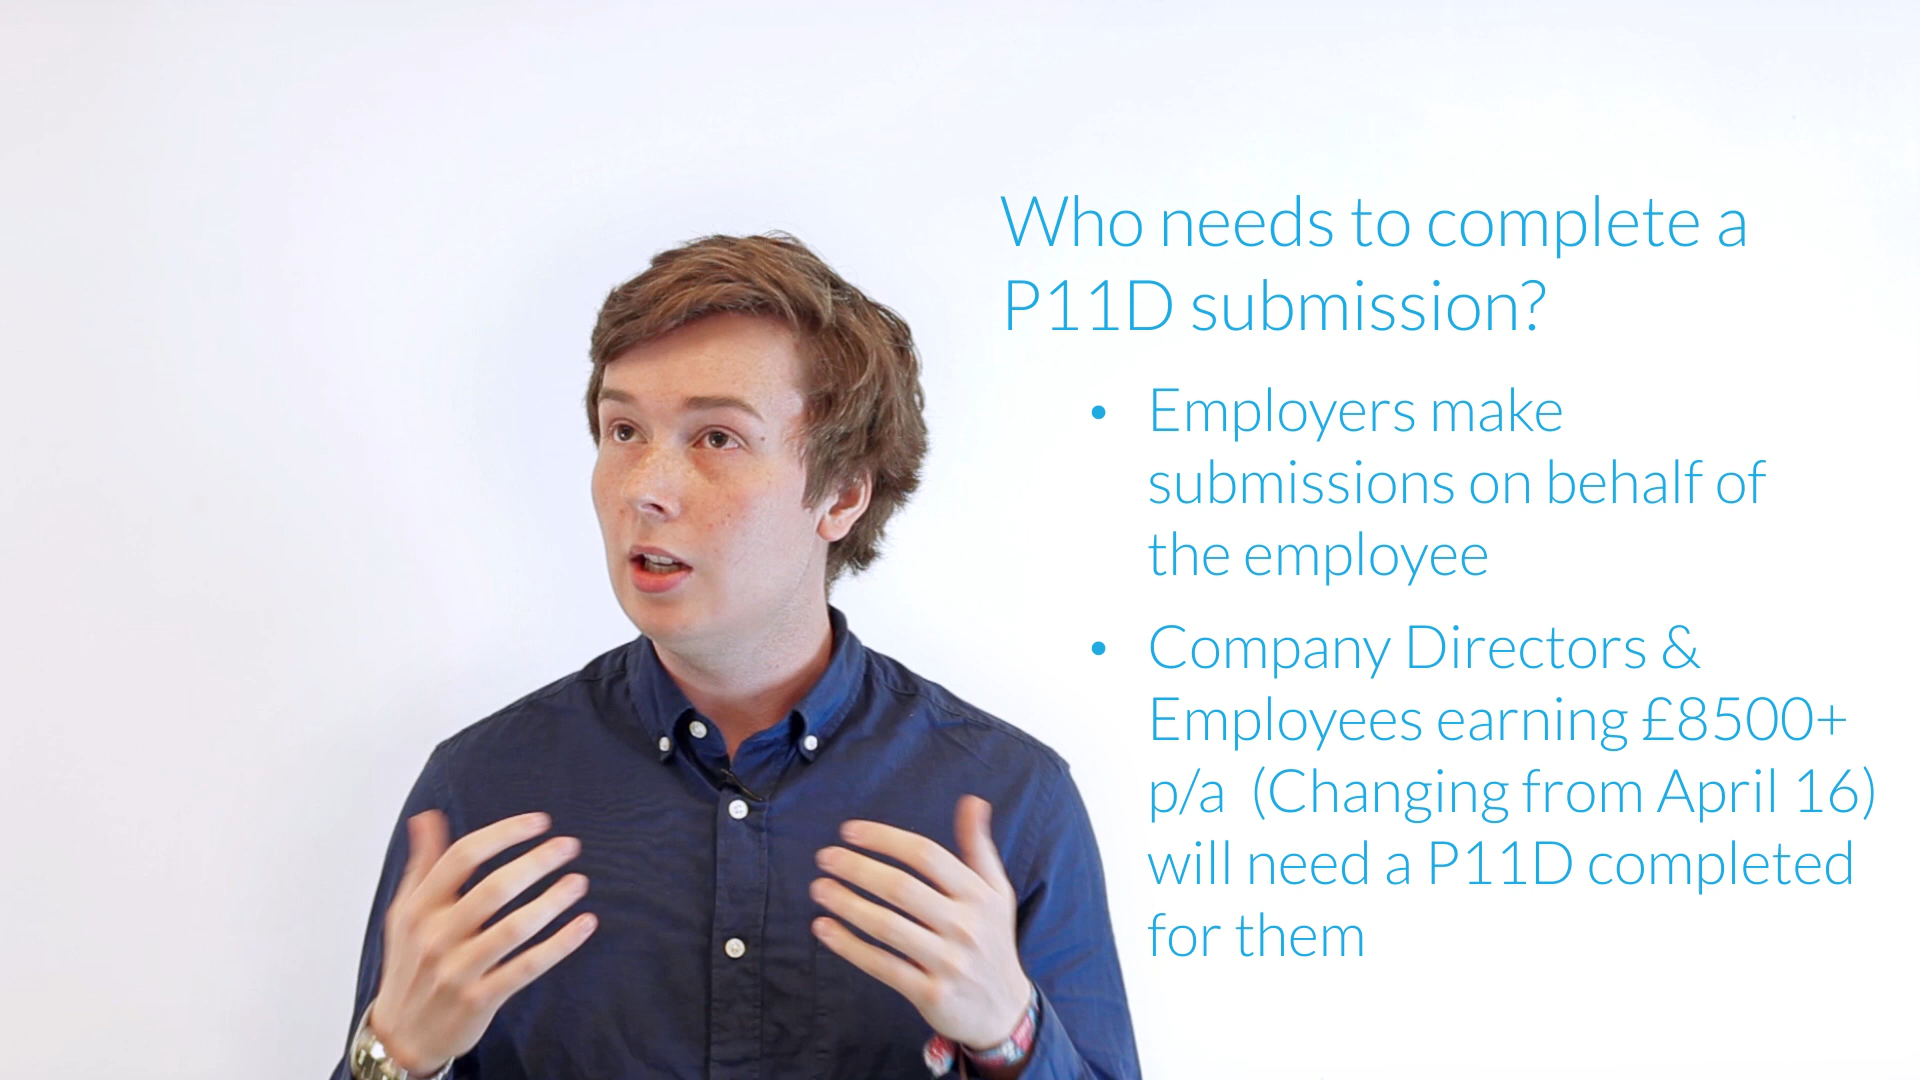 Who needs to complete a
P11D submission?
• Employers make
submissions on behalf of
the employee
• Company Directors &
Employees earning £8500+
p/a (Changing from April 16)
will need a P11D completed
for them